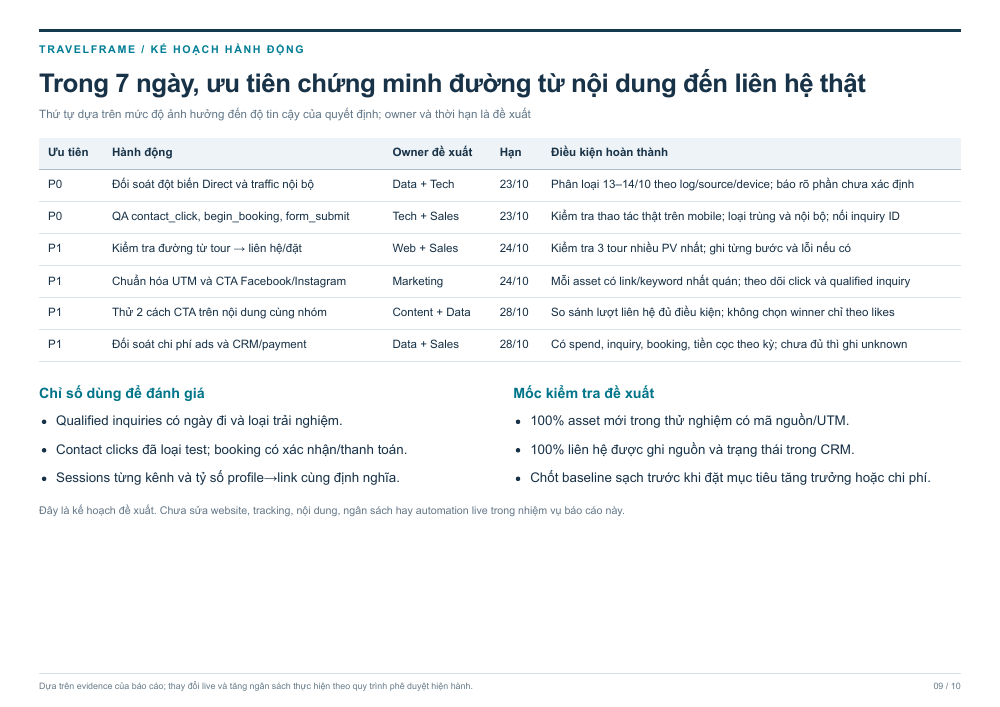 TRAVELFRAME / KẾ HOẠCH HÀNH ĐỘNG
Trong 7 ngày, ưu tiên chứng minh đường từ nội dung đến liên hệ thật
Thứ tự dựa trên mức độ ảnh hưởng đến độ tin cậy của quyết định; owner và thời hạn là đề xuất
Ưu tiên Hành động Owner đề xuất Hạn Điều kiện hoàn thành
P0 Đối soát đột biến Direct và traffic nội bộ Data + Tech 23/10 Phân loại 13–14/10 theo log/source/device; báo rõ phần chưa xác định
P0 QA contact_click, begin_booking, form_submit Tech + Sales 23/10 Kiểm tra thao tác thật trên mobile; loại trùng và nội bộ; nối inquiry ID
P1 Kiểm tra đường từ tour → liên hệ/đặt Web + Sales 24/10 Kiểm tra 3 tour nhiều PV nhất; ghi từng bước và lỗi nếu có
P1 Chuẩn hóa UTM và CTA Facebook/Instagram Marketing 24/10 Mỗi asset có link/keyword nhất quán; theo dõi click và qualified inquiry
P1 Thử 2 cách CTA trên nội dung cùng nhóm Content + Data 28/10 So sánh lượt liên hệ đủ điều kiện; không chọn winner chỉ theo likes
P1 Đối soát chi phí ads và CRM/payment Data + Sales 28/10 Có spend, inquiry, booking, tiền cọc theo kỳ; chưa đủ thì ghi unknown
Chỉ số dùng để đánh giá
• Qualified inquiries có ngày đi và loại trải nghiệm.
• Contact clicks đã loại test; booking có xác nhận/thanh toán.
• Sessions từng kênh và tỷ số profile→link cùng định nghĩa.
Mốc kiểm tra đề xuất
• 100% asset mới trong thử nghiệm có mã nguồn/UTM.
• 100% liên hệ được ghi nguồn và trạng thái trong CRM.
• Chốt baseline sạch trước khi đặt mục tiêu tăng trưởng hoặc chi phí.
Đây là kế hoạch đề xuất. Chưa sửa website, tracking, nội dung, ngân sách hay automation live trong nhiệm vụ báo cáo này.
Dựa trên evidence của báo cáo; thay đổi live và tăng ngân sách thực hiện theo quy trình phê duyệt hiện hành.
09 / 10